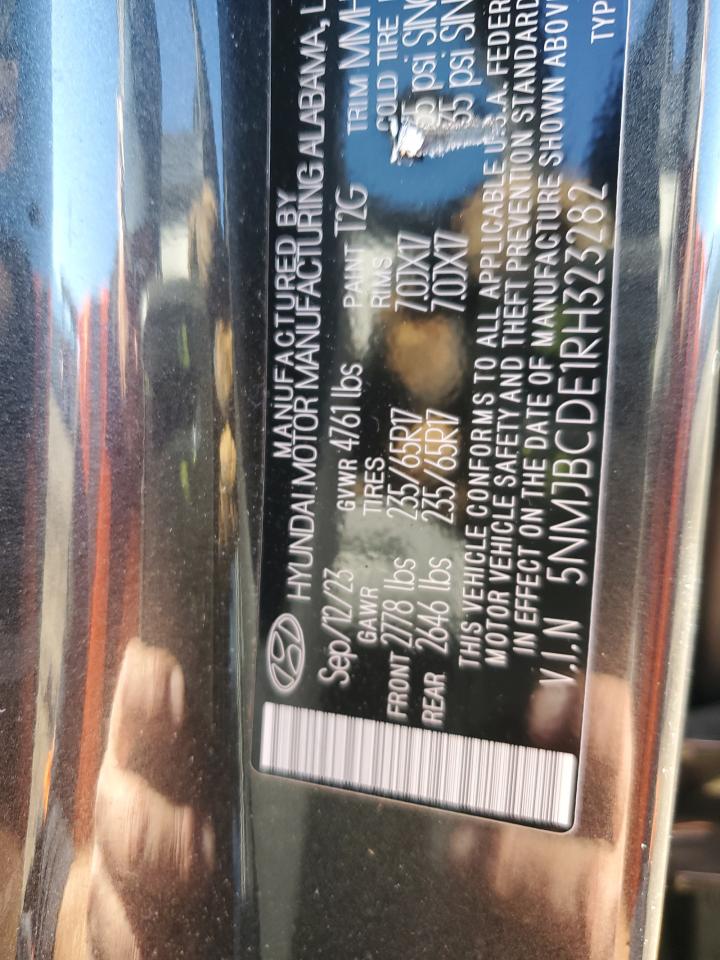 MANUFACTURED BY
HYUNDAI MOTOR MANUFACTURING ALABAMA, L
Sep/12/23 GVWR 4761 lbs PAINT T2G TRIM MMH
GAWR TIRES RIMS COLD TIRE
FRONT 2778 lbs 235/65R17 7.0JX17 35 psi SING
REAR 2646 lbs 235/65R17 7.0JX17 35 psi SIN
THIS VEHICLE CONFORMS TO ALL APPLICABLE U.S.A. FEDER
MOTOR VEHICLE SAFETY AND THEFT PREVENTION STANDARD
IN EFFECT ON THE DATE OF MANUFACTURE SHOWN ABOV
V.I.N 5NMJBCDE1RH323282 TYP